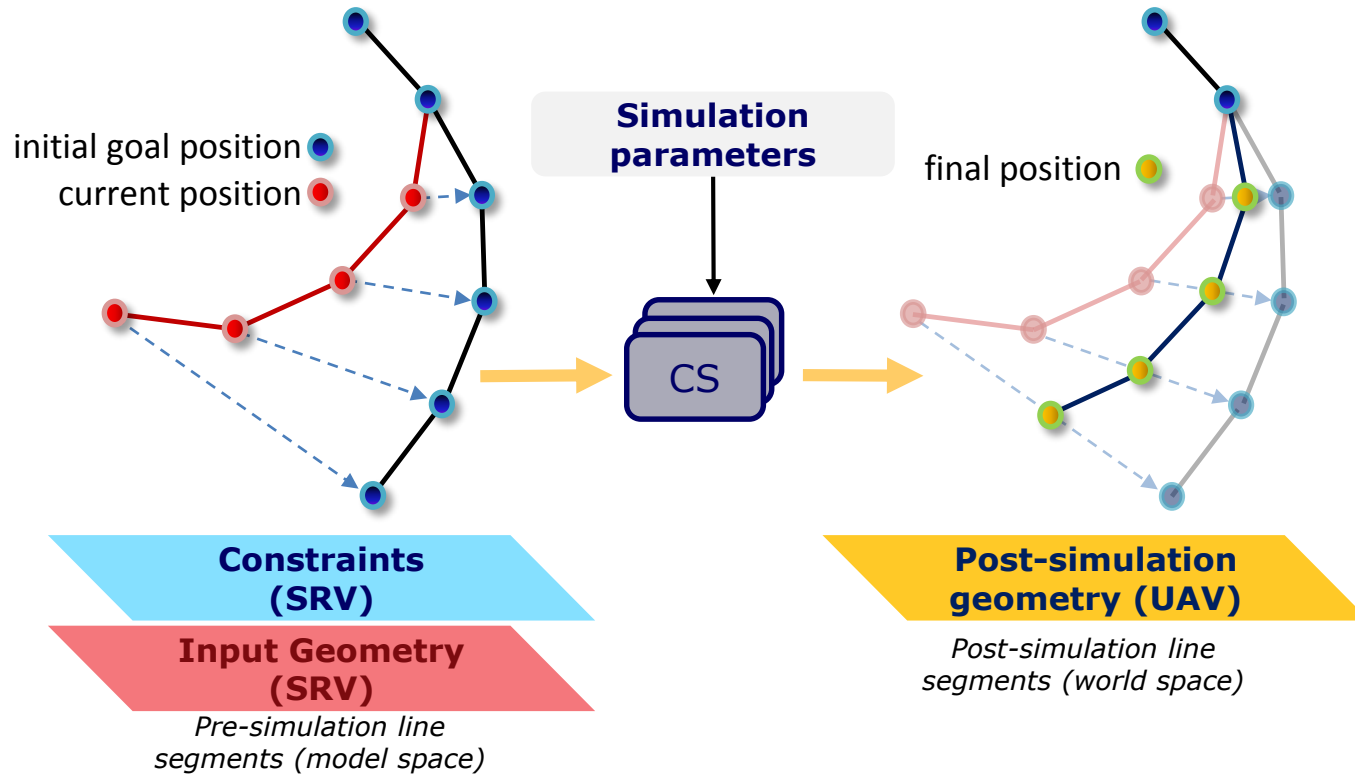 initial goal position
current position
Simulation
parameters
final position
CS
Constraints
(SRV)
Input Geometry
(SRV)
Pre-simulation line
segments (model space)
Post-simulation
geometry (UAV)
Post-simulation line
segments (world space)